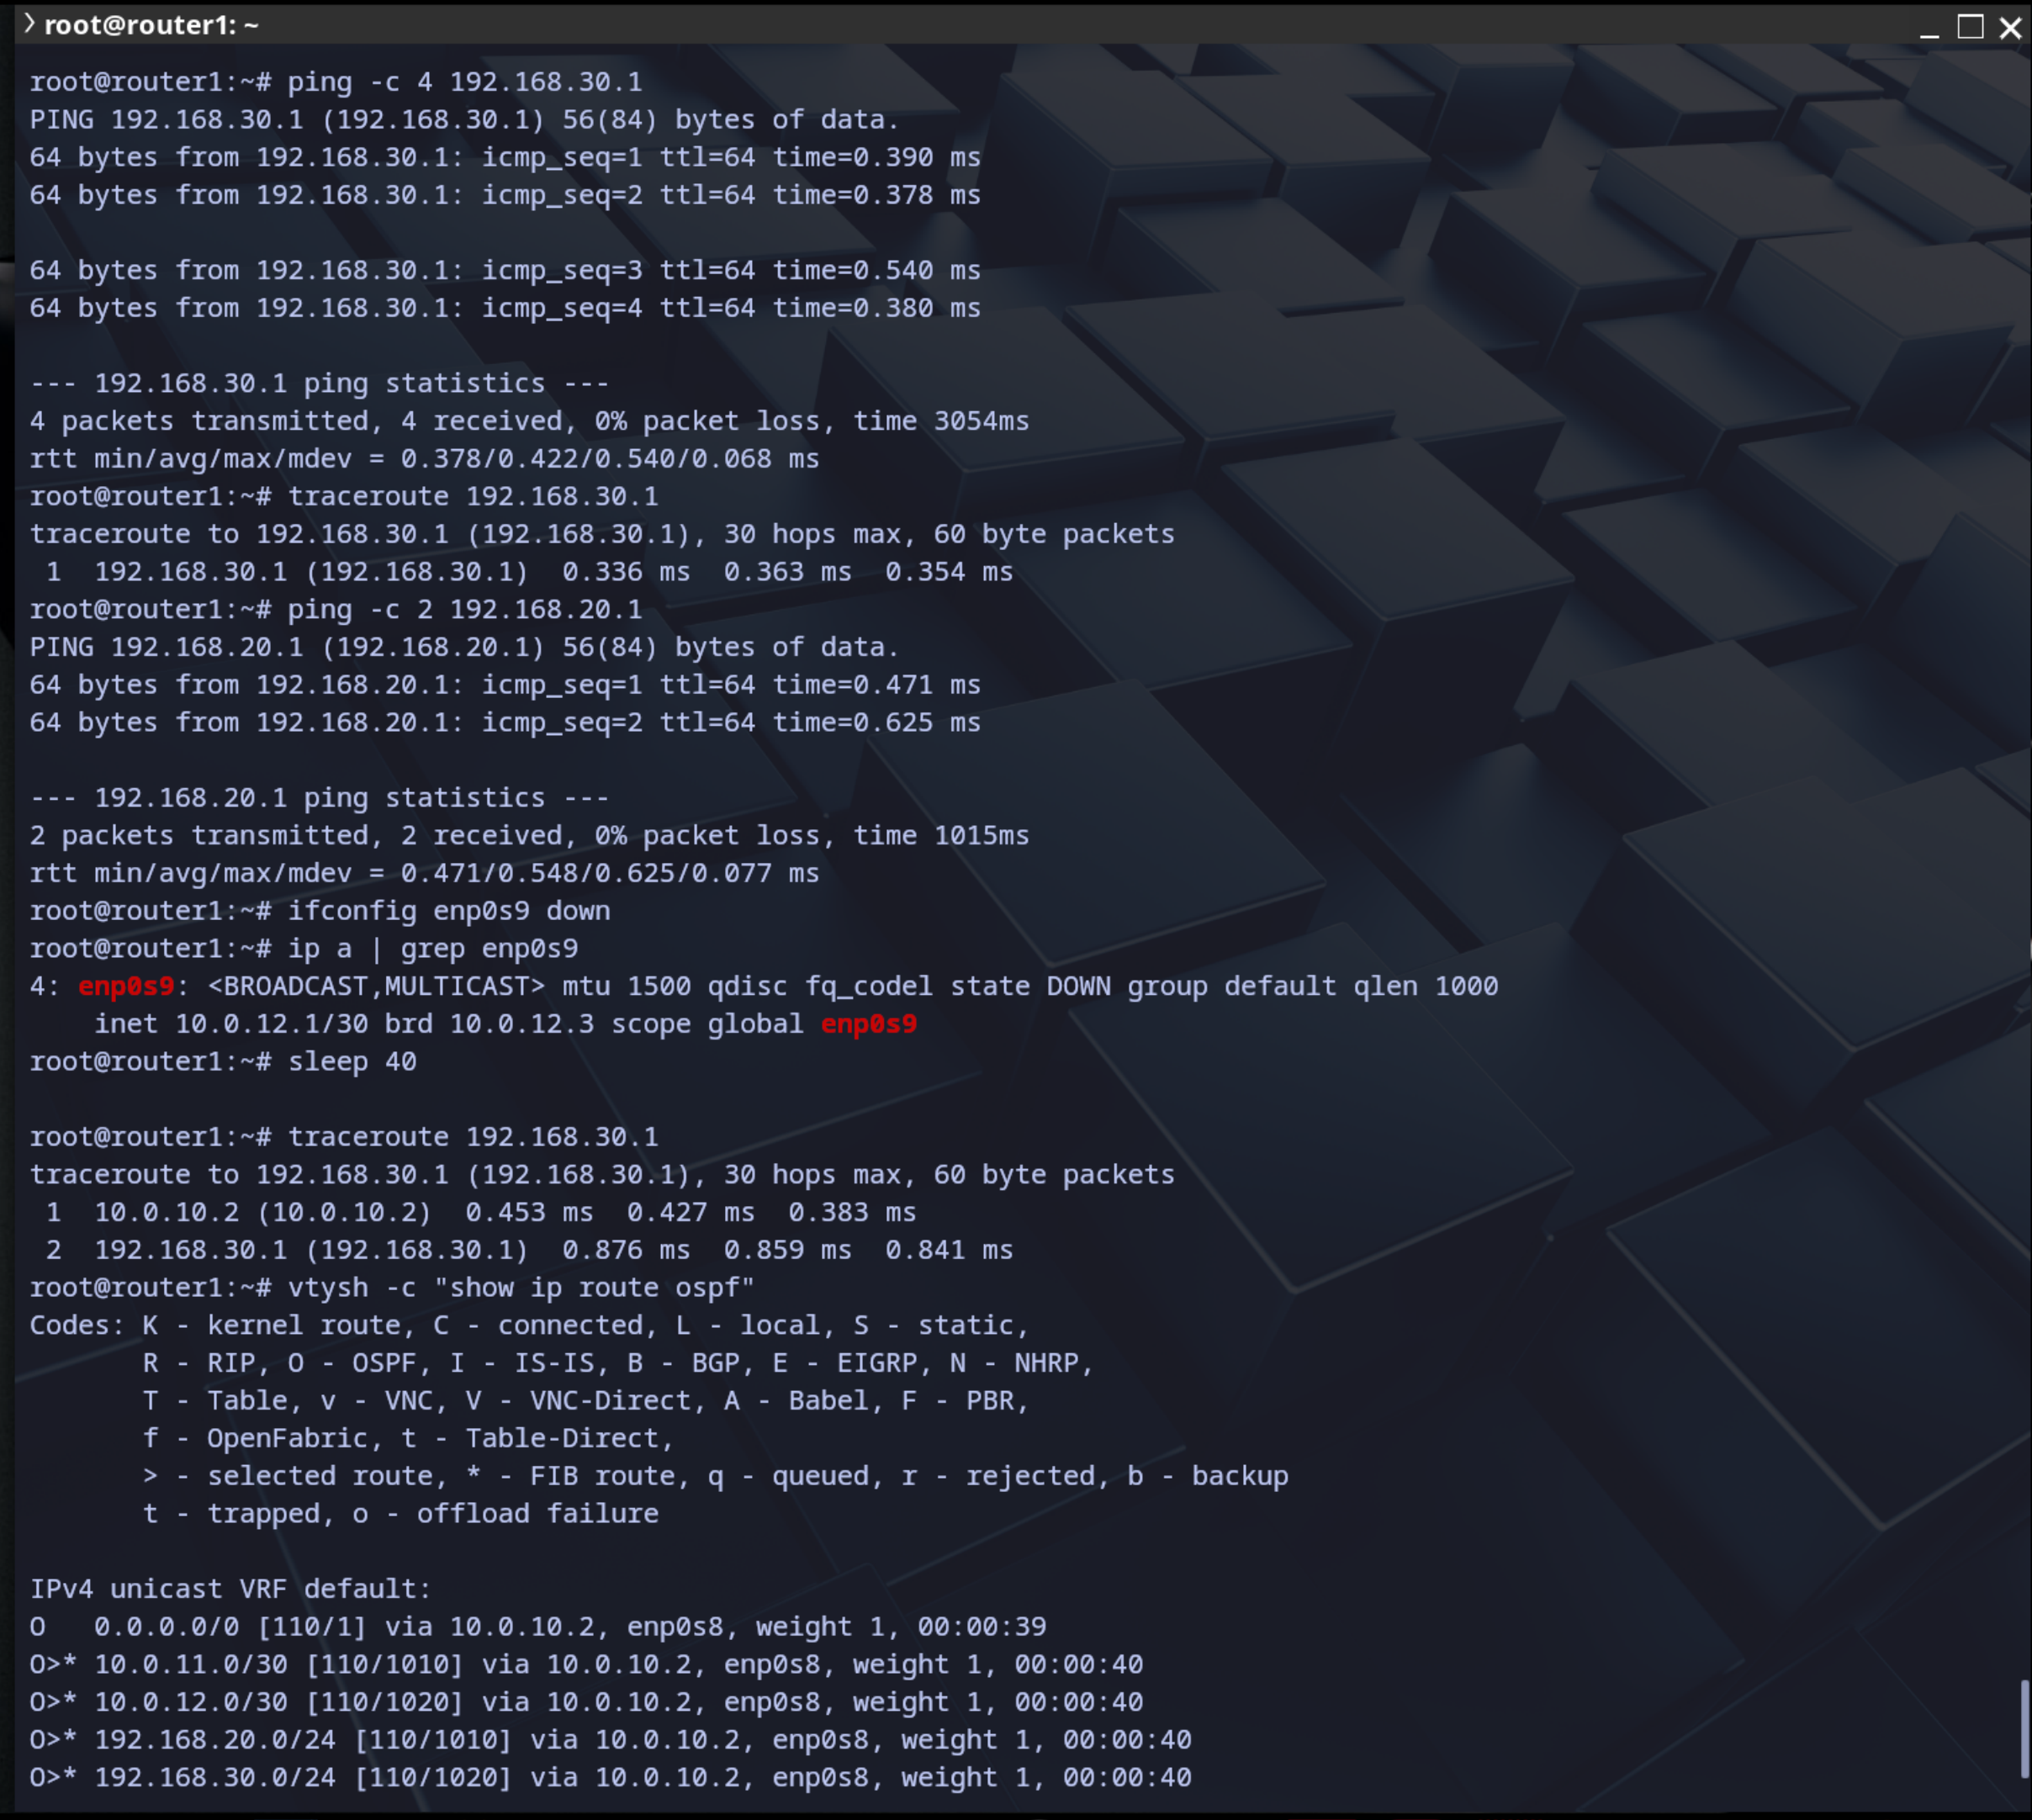 root@router1: ~
root@router1:~# ping -c 4 192.168.30.1
PING 192.168.30.1 (192.168.30.1) 56(84) bytes of data.
64 bytes from 192.168.30.1: icmp_seq=1 ttl=64 time=0.390 ms
64 bytes from 192.168.30.1: icmp_seq=2 ttl=64 time=0.378 ms

64 bytes from 192.168.30.1: icmp_seq=3 ttl=64 time=0.540 ms
64 bytes from 192.168.30.1: icmp_seq=4 ttl=64 time=0.380 ms

--- 192.168.30.1 ping statistics ---
4 packets transmitted, 4 received, 0% packet loss, time 3054ms
rtt min/avg/max/mdev = 0.378/0.422/0.540/0.068 ms
root@router1:~# traceroute 192.168.30.1
traceroute to 192.168.30.1 (192.168.30.1), 30 hops max, 60 byte packets
 1  192.168.30.1 (192.168.30.1)  0.336 ms  0.363 ms  0.354 ms
root@router1:~# ping -c 2 192.168.20.1
PING 192.168.20.1 (192.168.20.1) 56(84) bytes of data.
64 bytes from 192.168.20.1: icmp_seq=1 ttl=64 time=0.471 ms
64 bytes from 192.168.20.1: icmp_seq=2 ttl=64 time=0.625 ms

--- 192.168.20.1 ping statistics ---
2 packets transmitted, 2 received, 0% packet loss, time 1015ms
rtt min/avg/max/mdev = 0.471/0.548/0.625/0.077 ms
root@router1:~# ifconfig enp0s9 down
root@router1:~# ip a | grep enp0s9
4: enp0s9: <BROADCAST,MULTICAST> mtu 1500 qdisc fq_codel state DOWN group default qlen 1000
    inet 10.0.12.1/30 brd 10.0.12.3 scope global enp0s9
root@router1:~# sleep 40

root@router1:~# traceroute 192.168.30.1
traceroute to 192.168.30.1 (192.168.30.1), 30 hops max, 60 byte packets
 1  10.0.10.2 (10.0.10.2)  0.453 ms  0.427 ms  0.383 ms
 2  192.168.30.1 (192.168.30.1)  0.876 ms  0.859 ms  0.841 ms
root@router1:~# vtysh -c "show ip route ospf"
Codes: K - kernel route, C - connected, L - local, S - static,
       R - RIP, O - OSPF, I - IS-IS, B - BGP, E - EIGRP, N - NHRP,
       T - Table, v - VNC, V - VNC-Direct, A - Babel, F - PBR,
       f - OpenFabric, t - Table-Direct,
       > - selected route, * - FIB route, q - queued, r - rejected, b - backup
       t - trapped, o - offload failure

IPv4 unicast VRF default:
O   0.0.0.0/0 [110/1] via 10.0.10.2, enp0s8, weight 1, 00:00:39
O>* 10.0.11.0/30 [110/1010] via 10.0.10.2, enp0s8, weight 1, 00:00:40
O>* 10.0.12.0/30 [110/1020] via 10.0.10.2, enp0s8, weight 1, 00:00:40
O>* 192.168.20.0/24 [110/1010] via 10.0.10.2, enp0s8, weight 1, 00:00:40
O>* 192.168.30.0/24 [110/1020] via 10.0.10.2, enp0s8, weight 1, 00:00:40